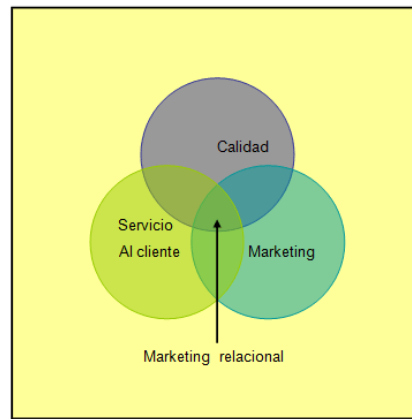 Calidad
Servicio
Al cliente
Marketing
Marketing relacional